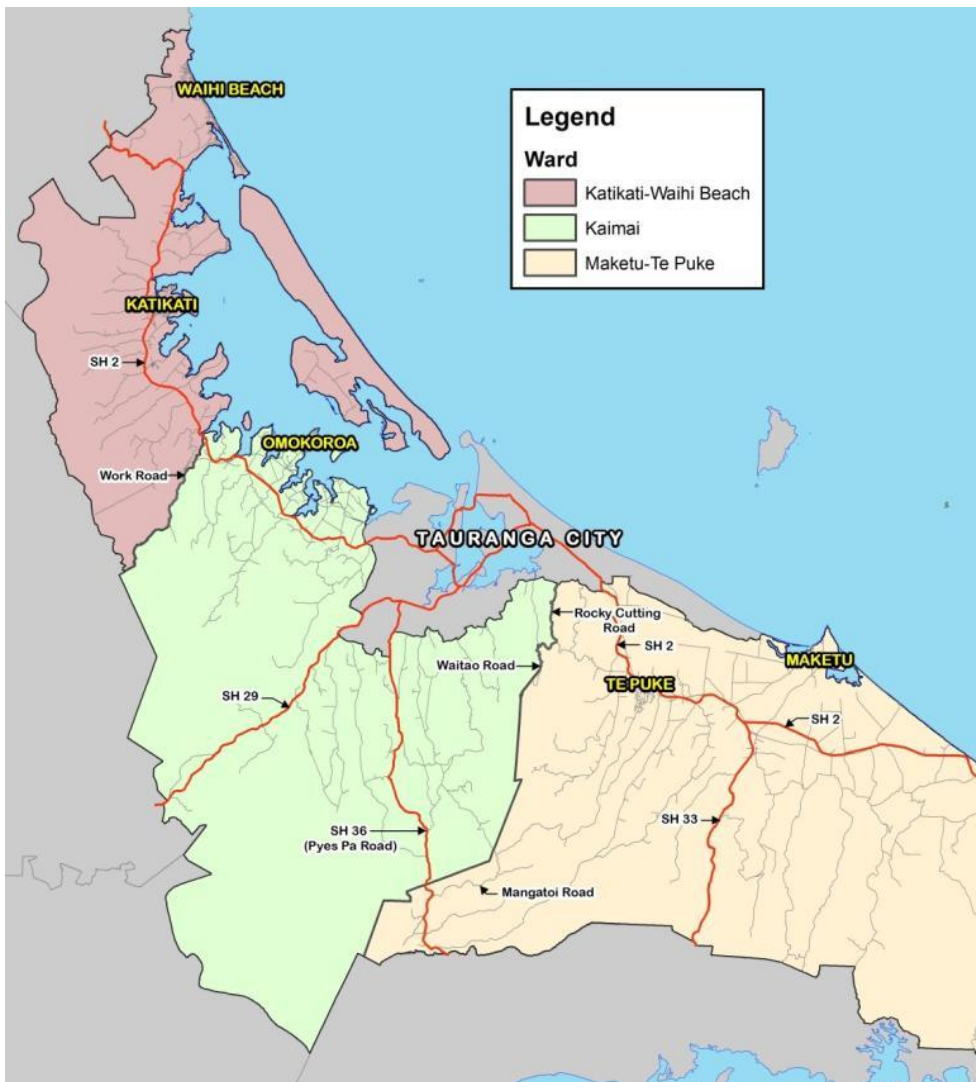 WAIHI BEACH
Legend
Ward
Katikati-Waihi Beach
Kaimai
Maketu-Te Puke
KATIKATI
SH 2
OMOKOROA
Work Road
TAURANGA CITY
Rocky Cutting
Road
SH 2
Waitao Road
MAKETU
TE PUKE
SH 29
SH 2
SH 33
SH 36
(Pyes Pa Road)
Mangatoi Road